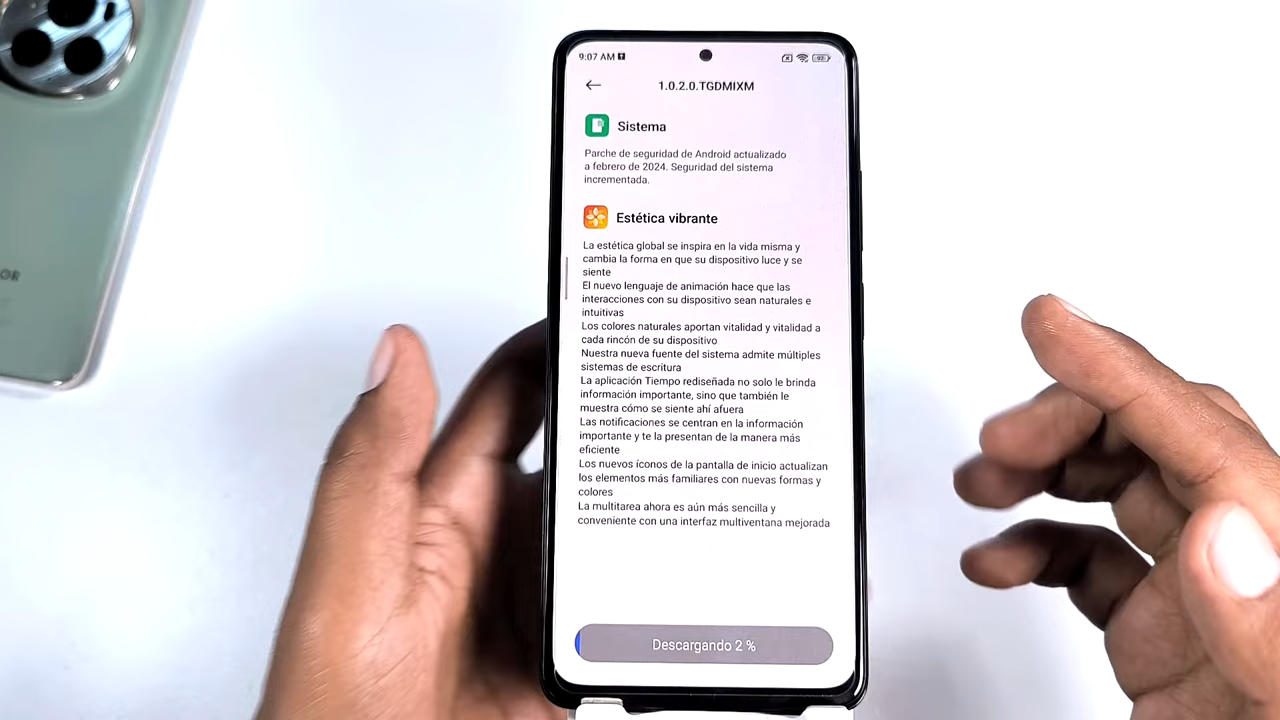 9:07 AM
1.0.2.0.TGDMIXM
Sistema
Parche de seguridad de Android actualizado
a febrero de 2024. Seguridad del sistema
incrementada.
Estética vibrante
La estética global se inspira en la vida misma y
cambia la forma en que su dispositivo luce y se
siente
El nuevo lenguaje de animación hace que las
interacciones con su dispositivo sean naturales e
intuitivas
Los colores naturales aportan vitalidad y vitalidad a
cada rincón de su dispositivo
Nuestra nueva fuente del sistema admite múltiples
sistemas de escritura
La aplicación Tiempo rediseñada no solo le brinda
información importante, sino que también le
muestra cómo se siente ahí afuera
Las notificaciones se centran en la información
importante y te la presentan de la manera más
eficiente
Los nuevos íconos de la pantalla de inicio actualizan
los elementos más familiares con nuevas formas y
colores
La multitarea ahora es aún más sencilla y
conveniente con una interfaz multiventana mejorada
Descargando 2 %